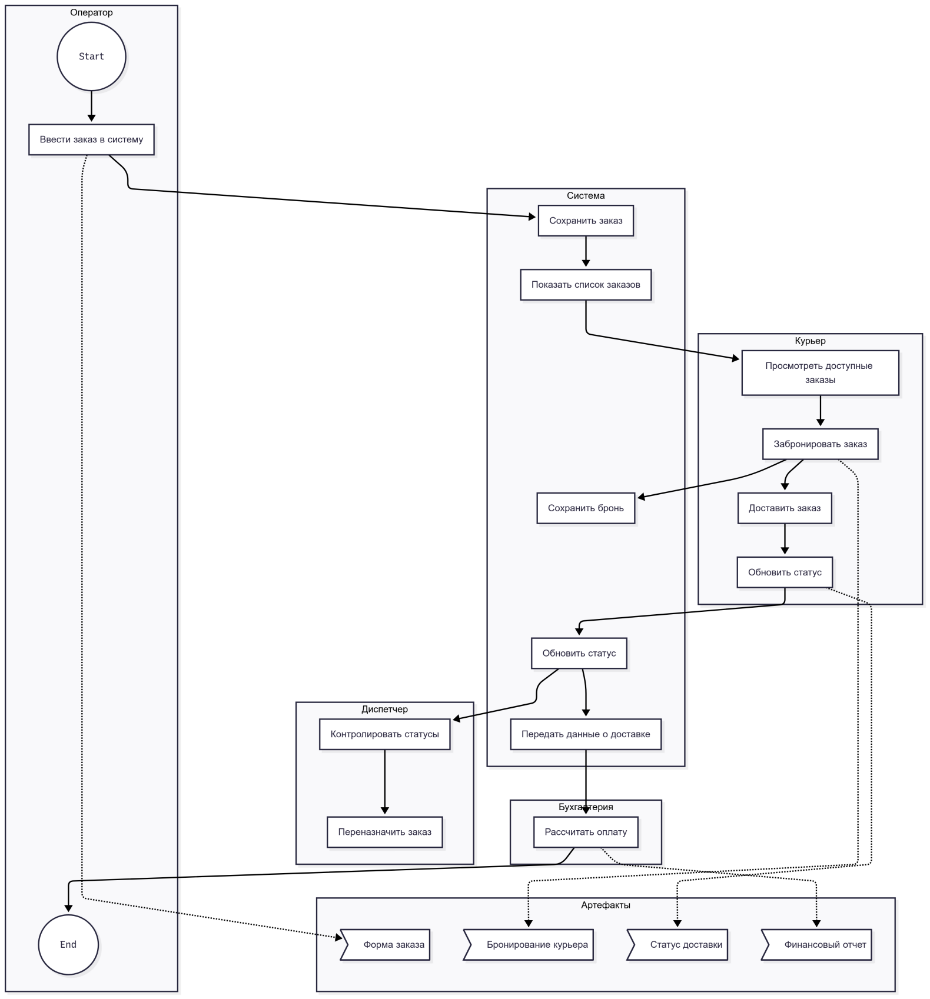 Оператор
Start
Ввести заказ в систему
Система
Сохранить заказ
Показать список заказов
Курьер
Просмотреть доступные
заказы
Забронировать заказ
Сохранить бронь
Доставить заказ
Обновить статус
Обновить статус
Диспетчер
Контролировать статусы
Передать данные о доставке
Бухгалтерия
Переназначить заказ
Рассчитать оплату
Артефакты
End
Форма заказа
Бронирование курьера
Статус доставки
Финансовый отчет